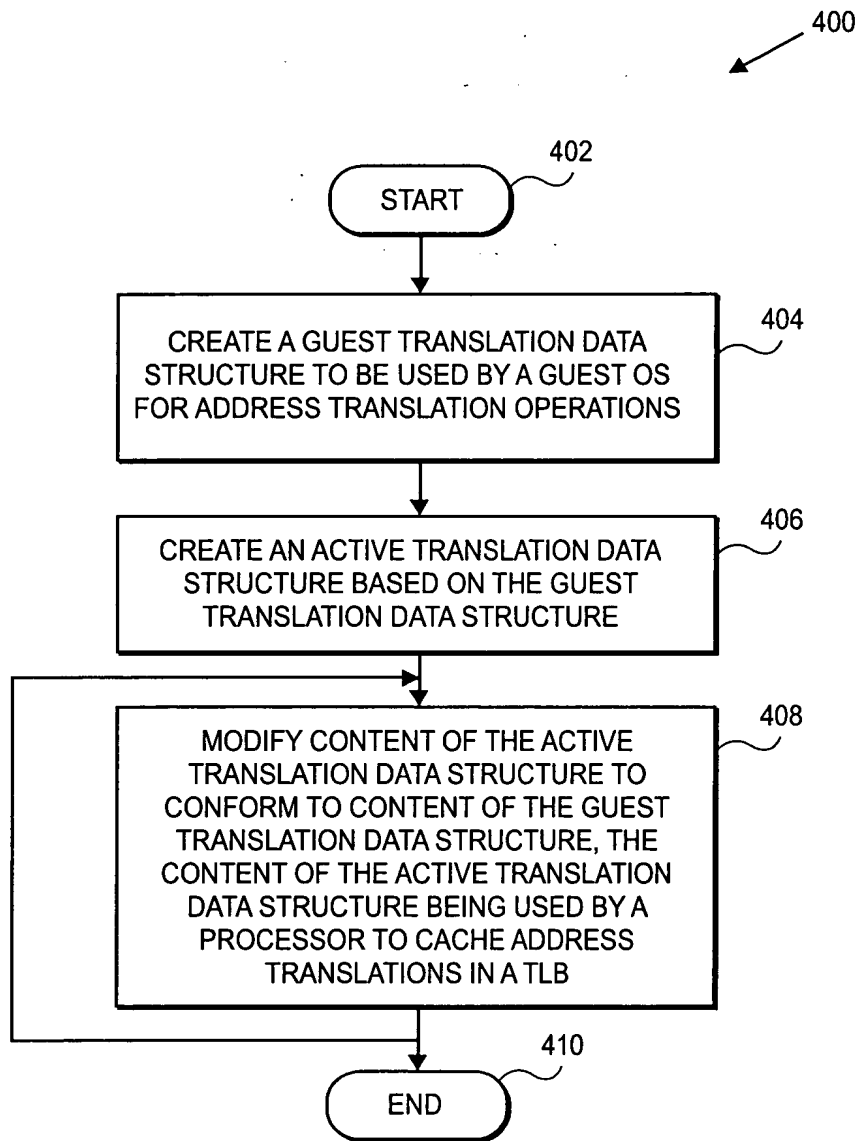 400
402
START
404
CREATE A GUEST TRANSLATION DATA
STRUCTURE TO BE USED BY A GUEST OS
FOR ADDRESS TRANSLATION OPERATIONS
406
CREATE AN ACTIVE TRANSLATION DATA
STRUCTURE BASED ON THE GUEST
TRANSLATION DATA STRUCTURE
408
MODIFY CONTENT OF THE ACTIVE
TRANSLATION DATA STRUCTURE TO
CONFORM TO CONTENT OF THE GUEST
TRANSLATION DATA STRUCTURE, THE
CONTENT OF THE ACTIVE TRANSLATION
DATA STRUCTURE BEING USED BY A
PROCESSOR TO CACHE ADDRESS
TRANSLATIONS IN A TLB
410
END